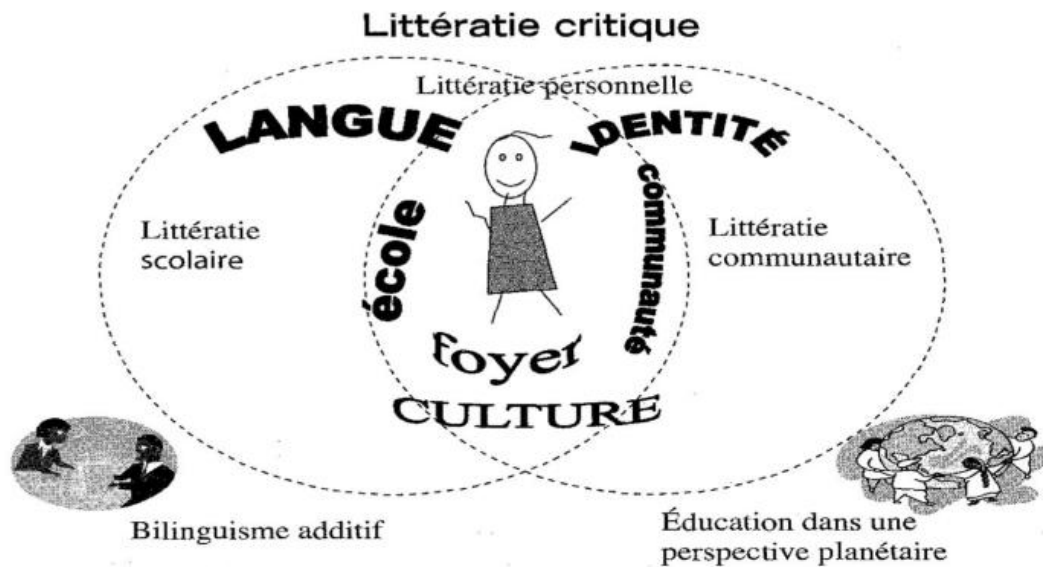 Littératie critique
Littératie personnelle
LANGUE
IDENTITÉ
école
communauté
Littératie
scolaire
Littératie
communautaire
foyer
CULTURE
Bilinguisme additif
Éducation dans une
perspective planétaire